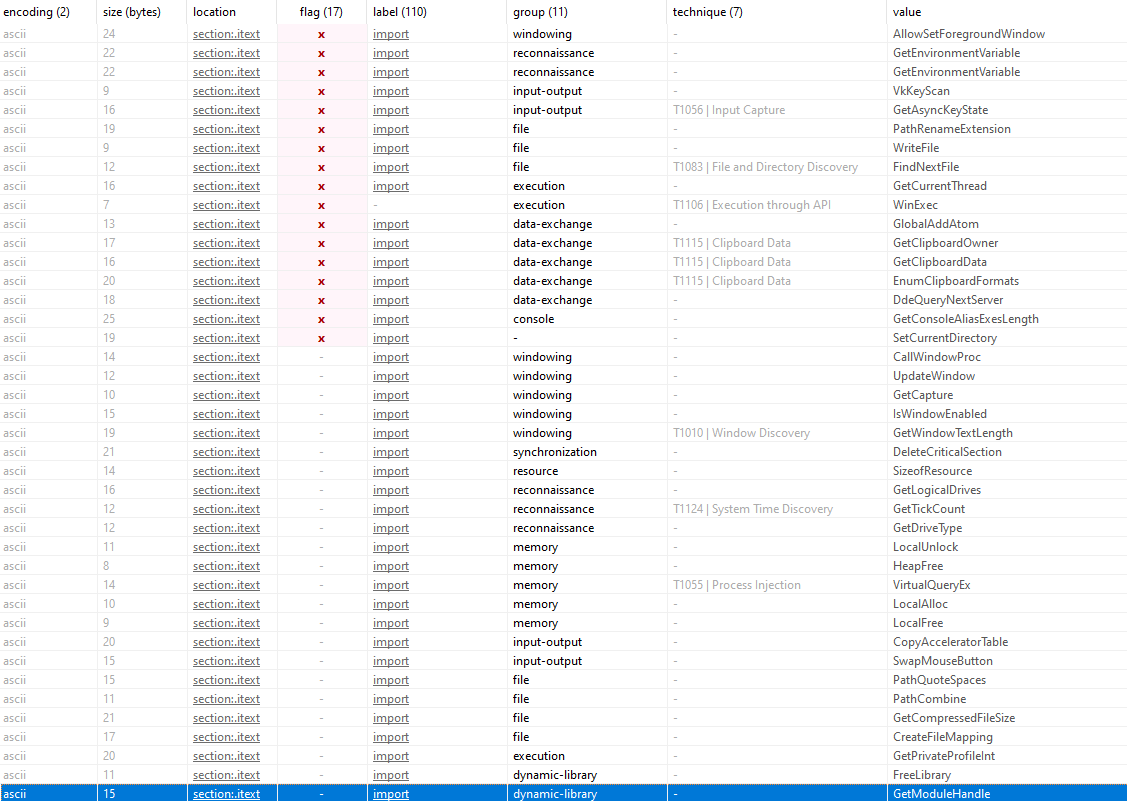 encoding (2) size (bytes) location flag (17) label (110) group (11) technique (7) value
ascii 24 section:.itext x import windowing - AllowSetForegroundWindow
ascii 22 section:.itext x import reconnaissance - GetEnvironmentVariable
ascii 22 section:.itext x import reconnaissance - GetEnvironmentVariable
ascii 9 section:.itext x import input-output - VkKeyScan
ascii 16 section:.itext x import input-output T1056 | Input Capture GetAsyncKeyState
ascii 19 section:.itext x import file - PathRenameExtension
ascii 9 section:.itext x import file - WriteFile
ascii 12 section:.itext x import file T1083 | File and Directory Discovery FindNextFile
ascii 16 section:.itext x import execution - GetCurrentThread
ascii 7 section:.itext x - execution T1106 | Execution through API WinExec
ascii 13 section:.itext x import data-exchange - GlobalAddAtom
ascii 17 section:.itext x import data-exchange T1115 | Clipboard Data GetClipboardOwner
ascii 16 section:.itext x import data-exchange T1115 | Clipboard Data GetClipboardData
ascii 20 section:.itext x import data-exchange T1115 | Clipboard Data EnumClipboardFormats
ascii 18 section:.itext x import data-exchange - DdeQueryNextServer
ascii 25 section:.itext x import console - GetConsoleAliasExesLength
ascii 19 section:.itext x import - - SetCurrentDirectory
ascii 14 section:.itext - import windowing - CallWindowProc
ascii 12 section:.itext - import windowing - UpdateWindow
ascii 10 section:.itext - import windowing - GetCapture
ascii 15 section:.itext - import windowing - IsWindowEnabled
ascii 19 section:.itext - import windowing T1010 | Window Discovery GetWindowTextLength
ascii 21 section:.itext - import synchronization - DeleteCriticalSection
ascii 14 section:.itext - import resource - SizeofResource
ascii 16 section:.itext - import reconnaissance - GetLogicalDrives
ascii 12 section:.itext - import reconnaissance T1124 | System Time Discovery GetTickCount
ascii 12 section:.itext - import reconnaissance - GetDriveType
ascii 11 section:.itext - import memory - LocalUnlock
ascii 8 section:.itext - import memory - HeapFree
ascii 14 section:.itext - import memory T1055 | Process Injection VirtualQueryEx
ascii 10 section:.itext - import memory - LocalAlloc
ascii 9 section:.itext - import memory - LocalFree
ascii 20 section:.itext - import input-output - CopyAcceleratorTable
ascii 15 section:.itext - import input-output - SwapMouseButton
ascii 15 section:.itext - import file - PathQuoteSpaces
ascii 11 section:.itext - import file - PathCombine
ascii 21 section:.itext - import file - GetCompressedFileSize
ascii 17 section:.itext - import file - CreateFileMapping
ascii 20 section:.itext - import execution - GetPrivateProfileInt
ascii 11 section:.itext - import dynamic-library - FreeLibrary
ascii 15 section:.itext - import dynamic-library - GetModuleHandle